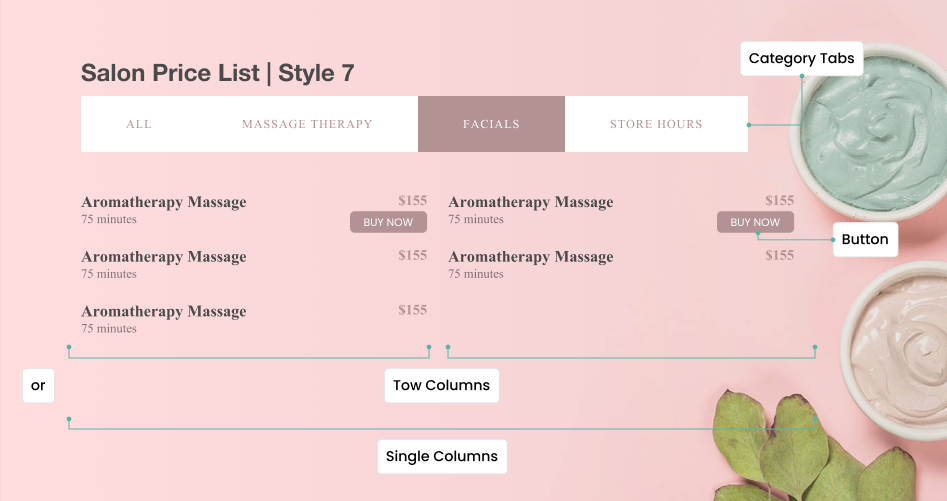 Salon Price List | Style 7
Category Tabs
ALL MASSAGE THERAPY FACIALS STORE HOURS
Aromatherapy Massage $155
75 minutes BUY NOW
Aromatherapy Massage $155
75 minutes
Aromatherapy Massage $155
75 minutes
Aromatherapy Massage $155
75 minutes BUY NOW
Button
Aromatherapy Massage $155
75 minutes
or
Tow Columns
Single Columns